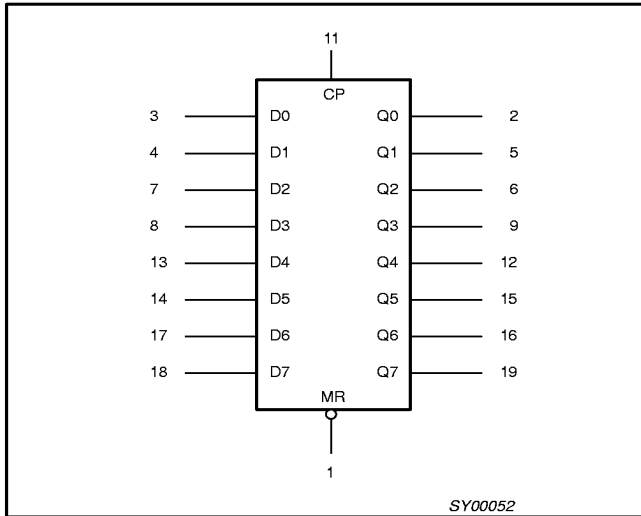 11
CP
3 D0 Q0 2
4 D1 Q1 5
7 D2 Q2 6
8 D3 Q3 9
13 D4 Q4 12
14 D5 Q5 15
17 D6 Q6 16
18 D7 Q7 19
MR
1
SY00052